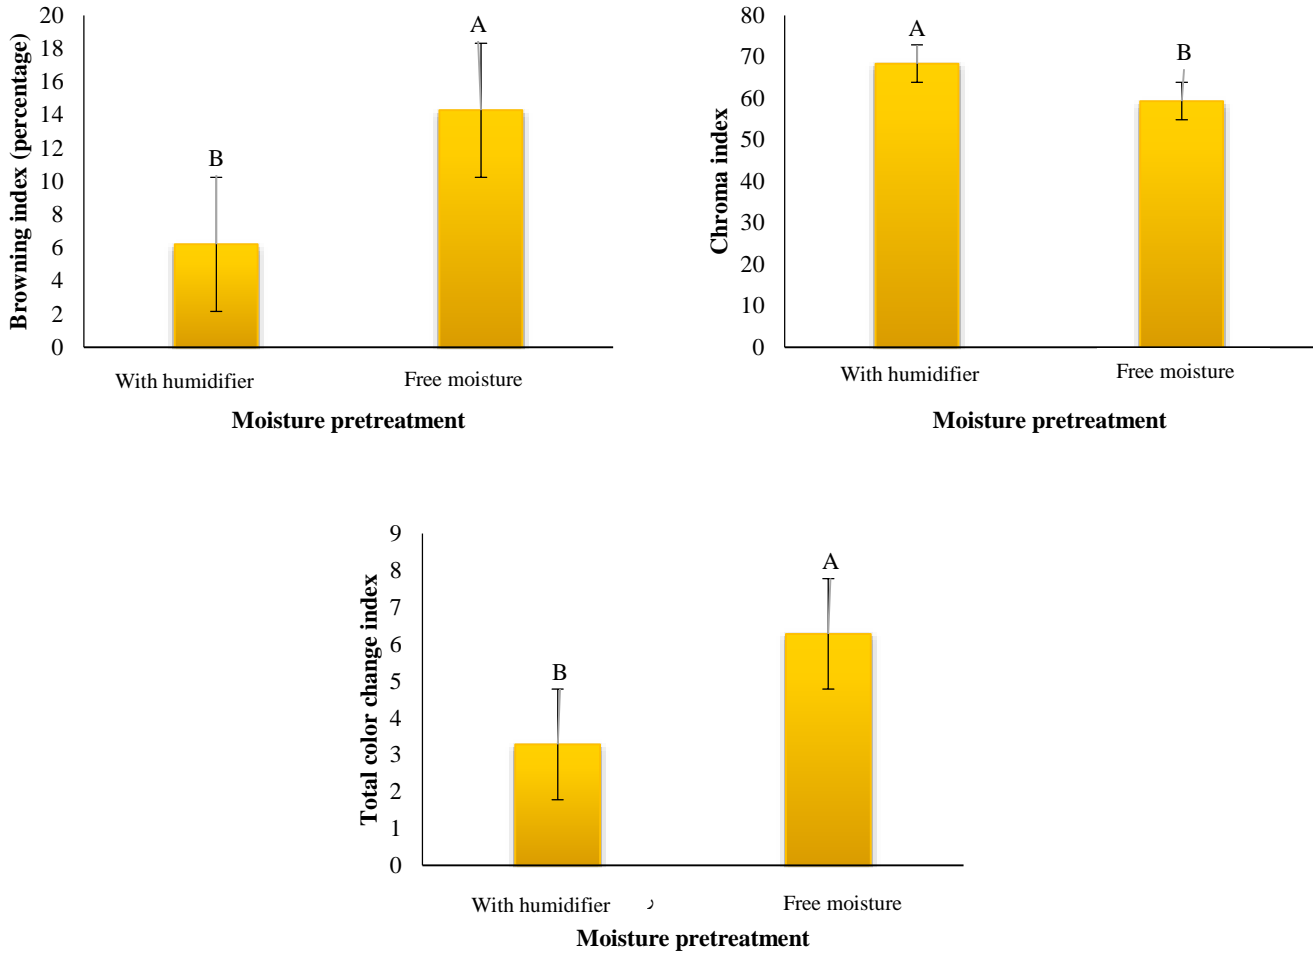 Browning index (percentage)
20
18
16
14
12
10
8
6
4
2
0
B
A
With humidifier
Free moisture
Moisture pretreatment
Chroma index
80
70
60
50
40
30
20
10
0
A
B
With humidifier
Free moisture
Moisture pretreatment
Total color change index
9
8
7
6
5
4
3
2
1
0
B
A
With humidifier
Free moisture
Moisture pretreatment